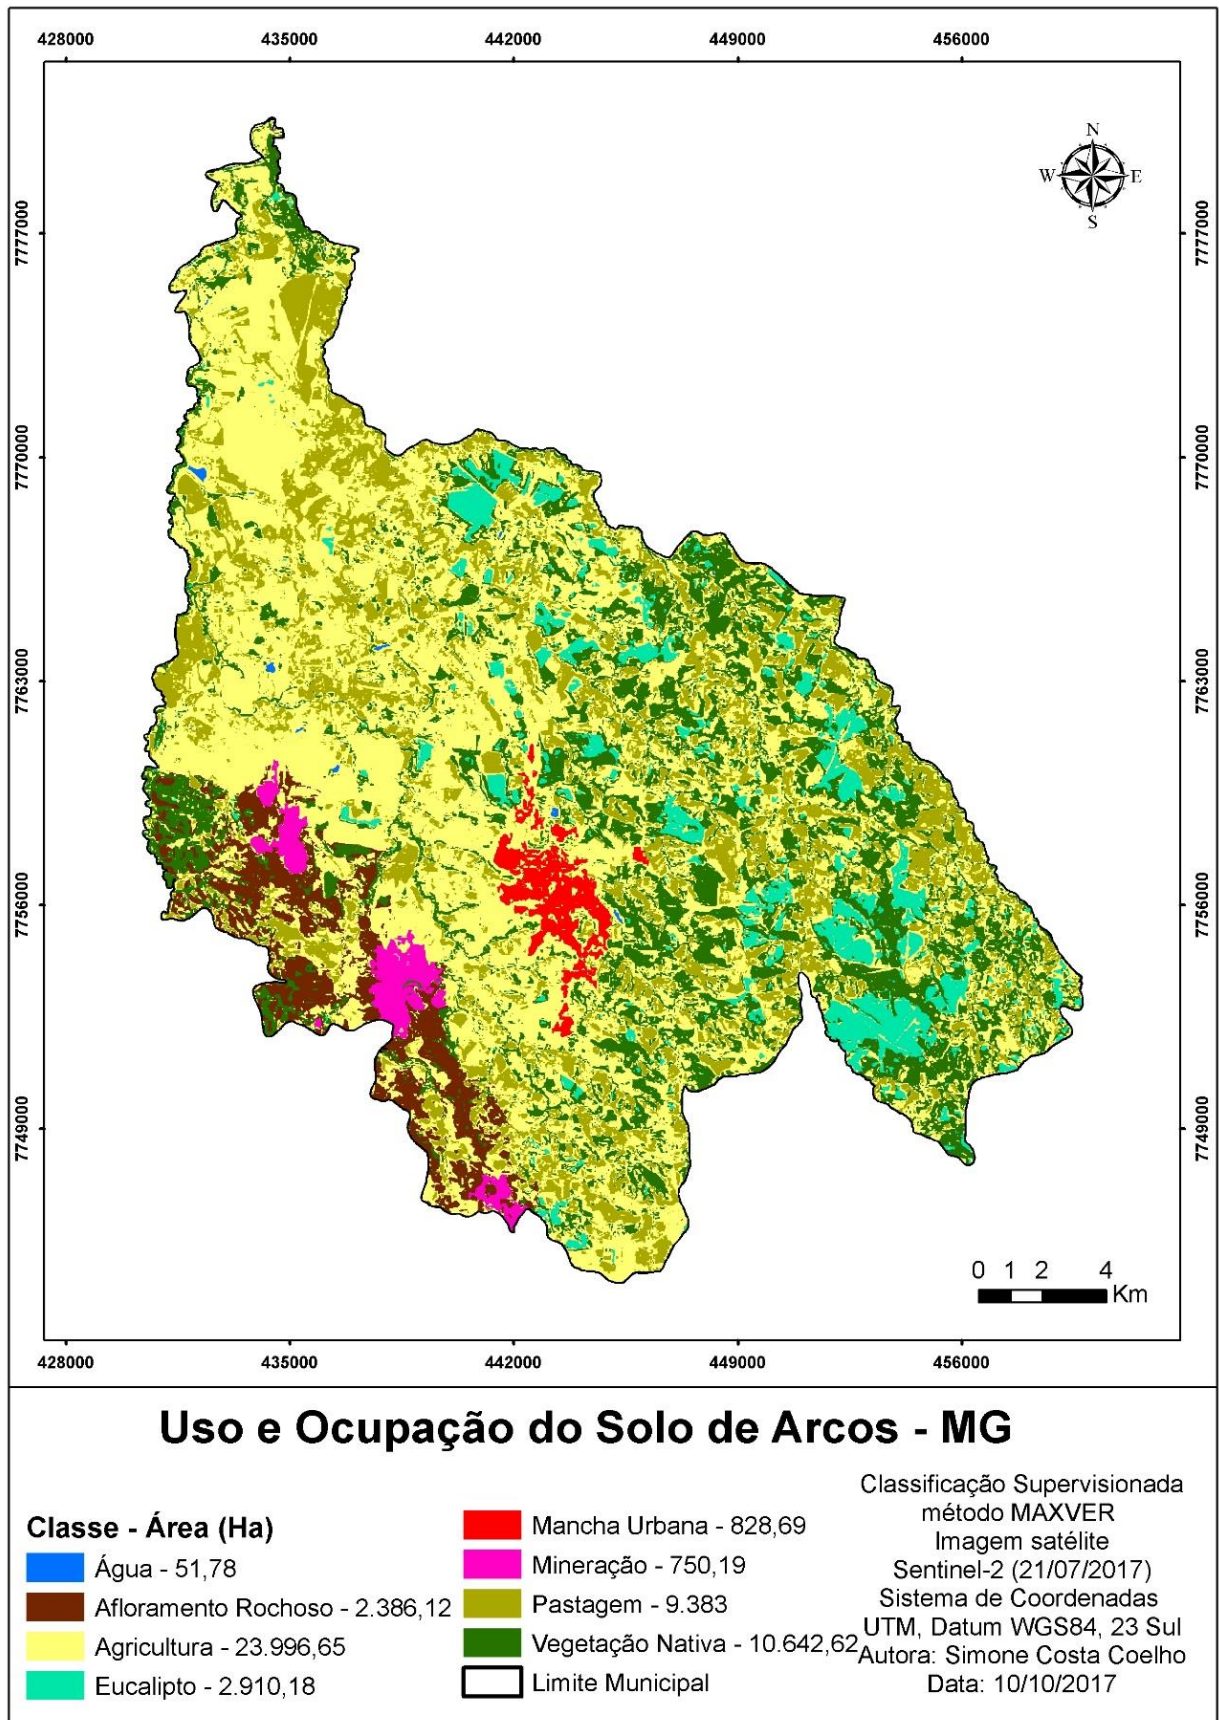 428000 435000 442000 449000 456000
N
W E
S
7777000 7777000
7770000 7770000
7763000 7763000
7756000 7756000
7749000 7749000
0 1 2 4
Km
428000 435000 442000 449000 456000
Uso e Ocupação do Solo de Arcos - MG
Classe - Área (Ha)
Água - 51,78
Afloramento Rochoso - 2.386,12
Agricultura - 23.996,65
Eucalipto - 2.910,18
Mancha Urbana - 828,69
Mineração - 750,19
Pastagem - 9.383
Vegetação Nativa - 10.642,62
Limite Municipal
Classificação Supervisionada
método MAXVER
Imagem satélite
Sentinel-2 (21/07/2017)
Sistema de Coordenadas
UTM, Datum WGS84, 23 Sul
Autora: Simone Costa Coelho
Data: 10/10/2017